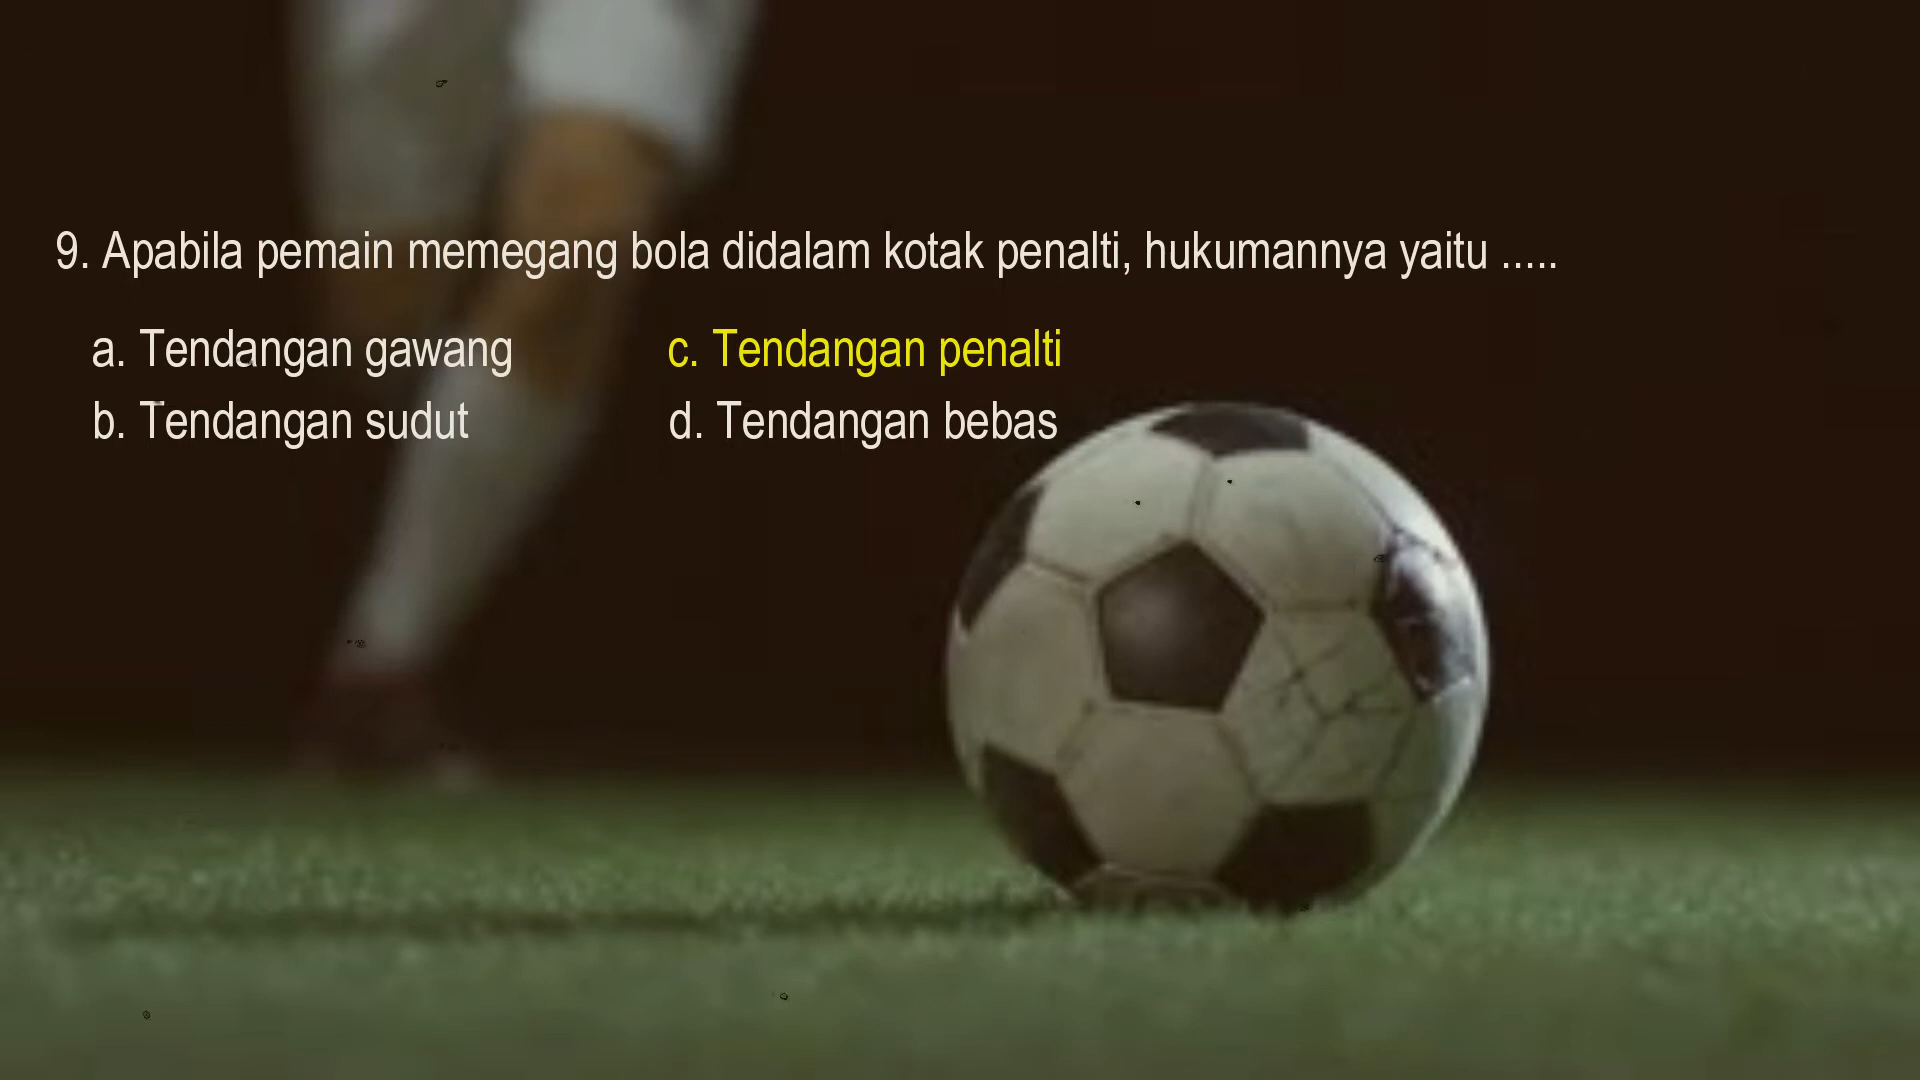 9. Apabila pemain memegang bola didalam kotak penalti, hukumannya yaitu .....
a. Tendangan gawang
c. Tendangan penalti
b. Tendangan sudut
d. Tendangan bebas